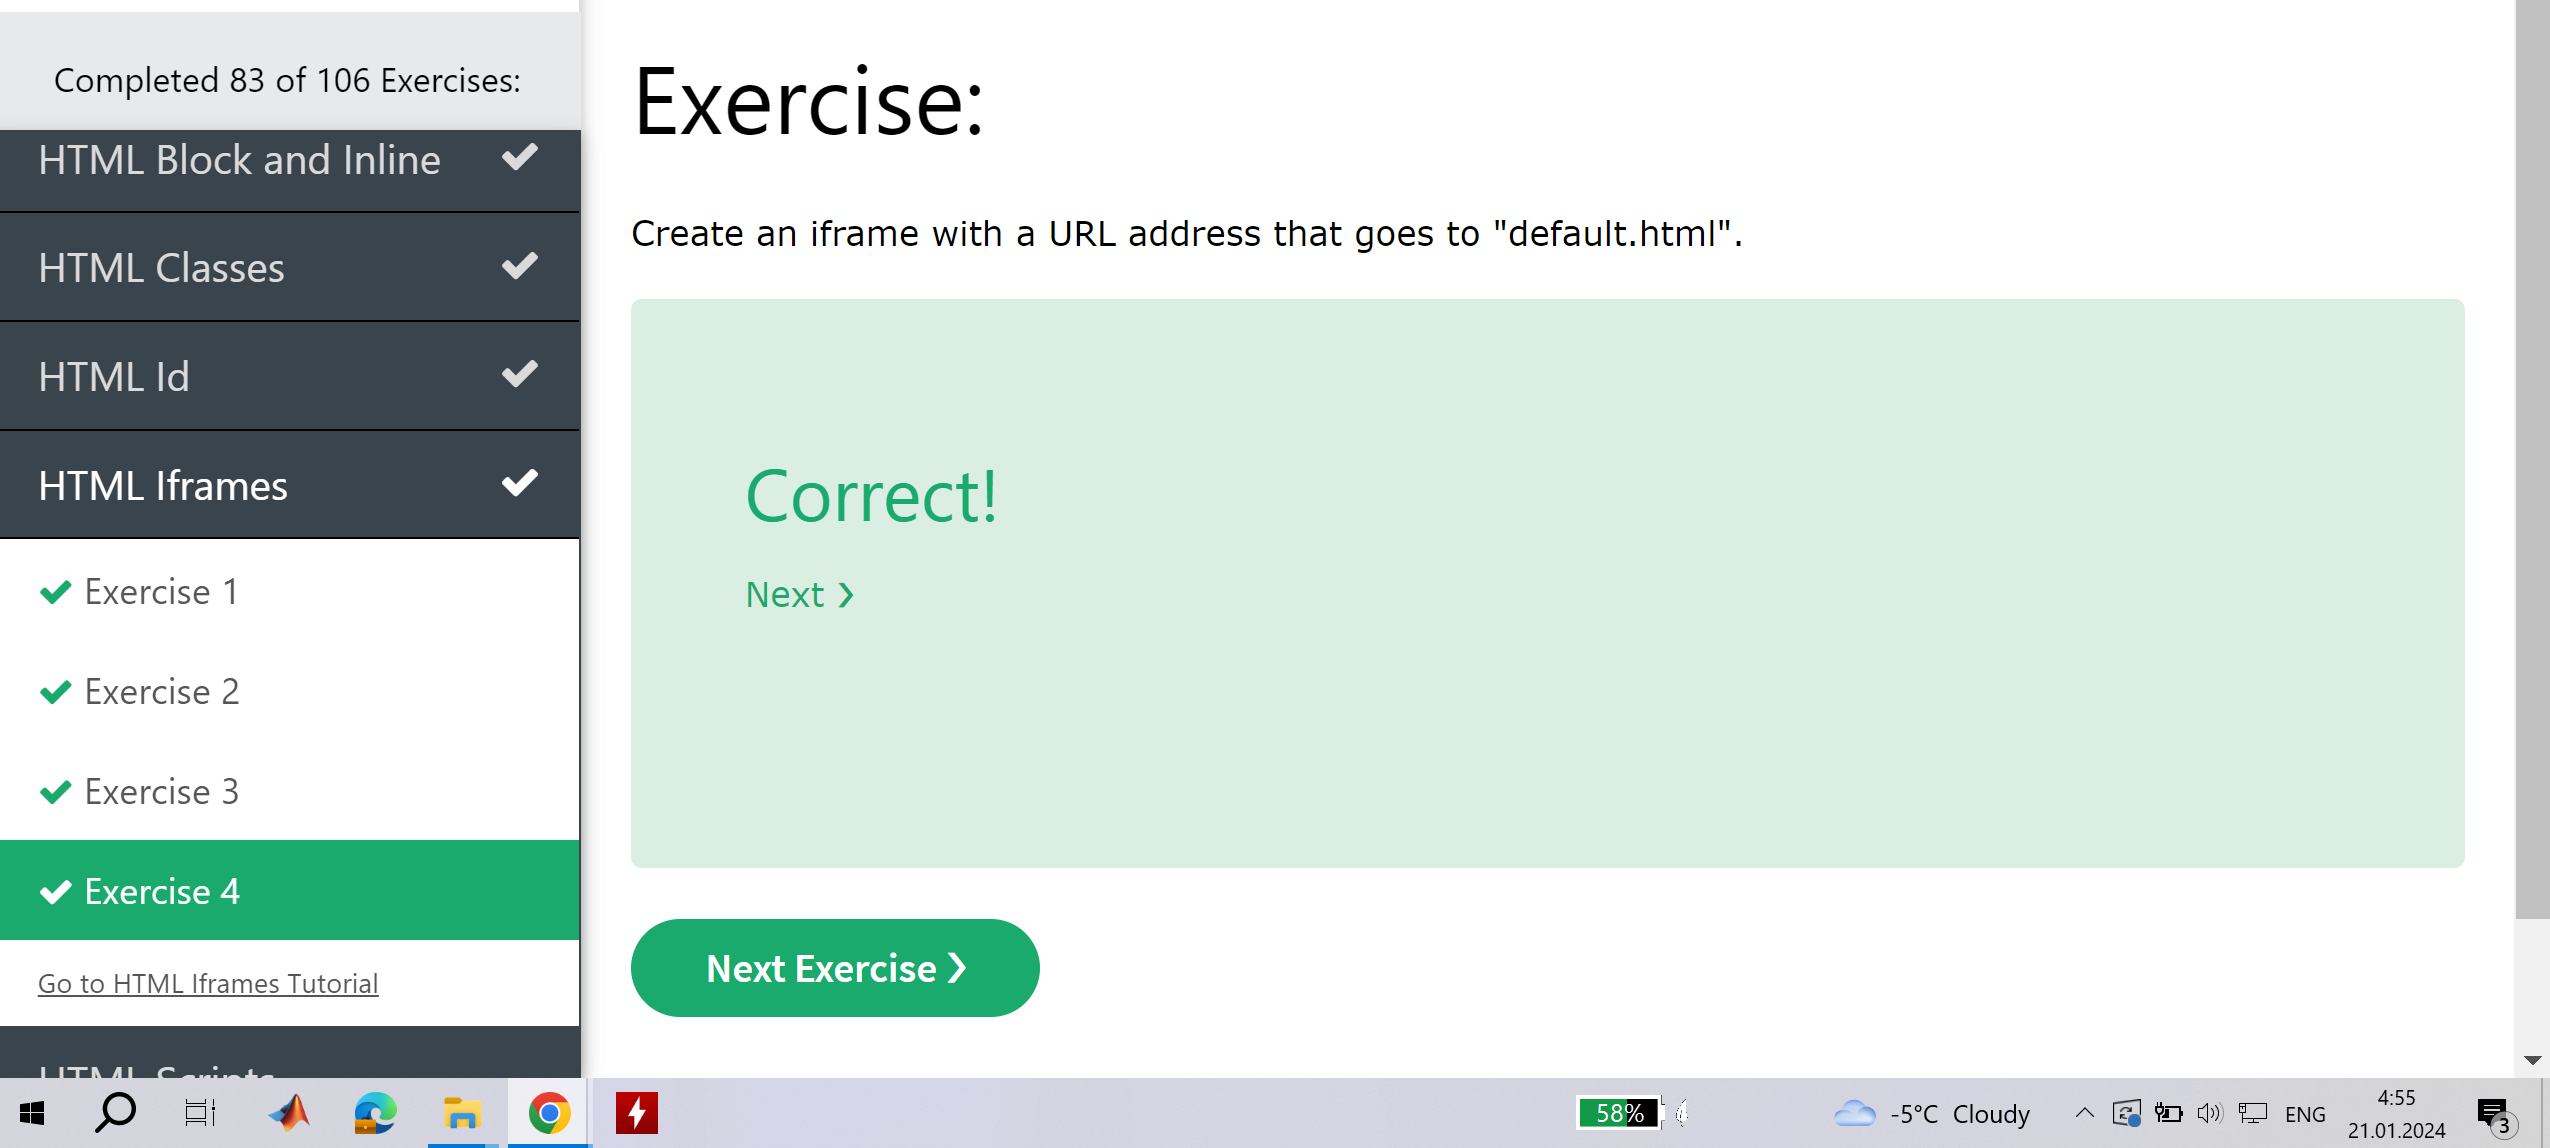 Completed 83 of 106 Exercises:
HTML Block and Inline
HTML Classes
HTML Id
HTML Iframes
Exercise 1
Exercise 2
Exercise 3
Exercise 4
Go to HTML Iframes Tutorial
HTML Scripts
Exercise:
Create an iframe with a URL address that goes to "default.html".
Correct!
Next ❯
Next Exercise ❯
58%
-5°C Cloudy
ENG
4:55
21.01.2024
3